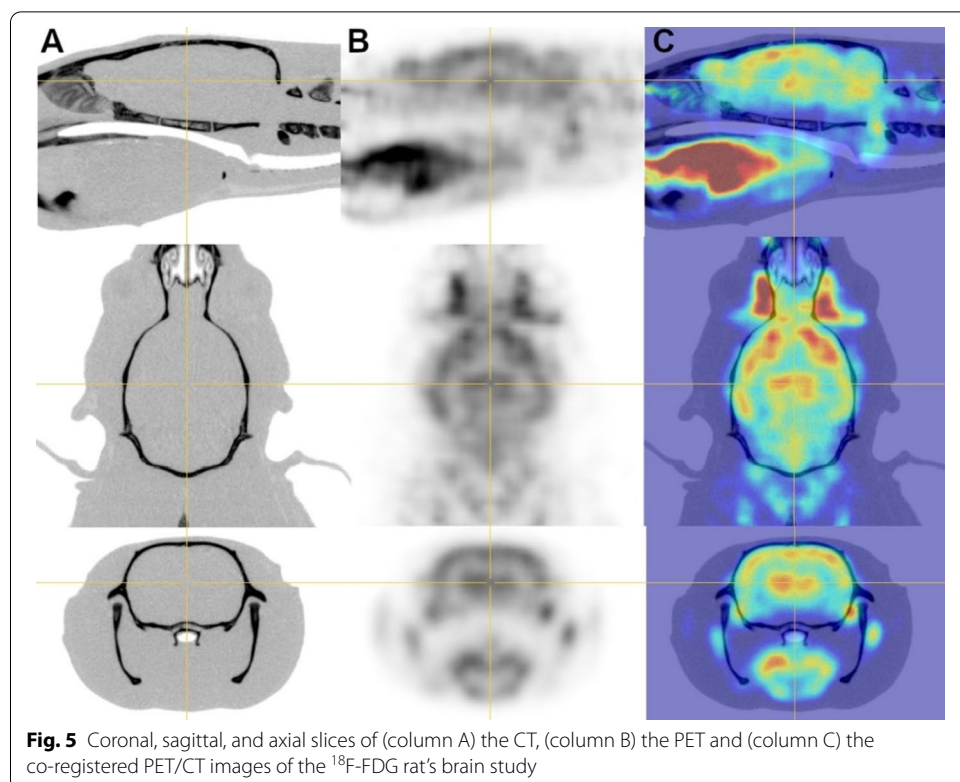 A B C
Fig. 5 Coronal, sagittal, and axial slices of (column A) the CT, (column B) the PET and (column C) the
co-registered PET/CT images of the ¹⁸F-FDG rat's brain study